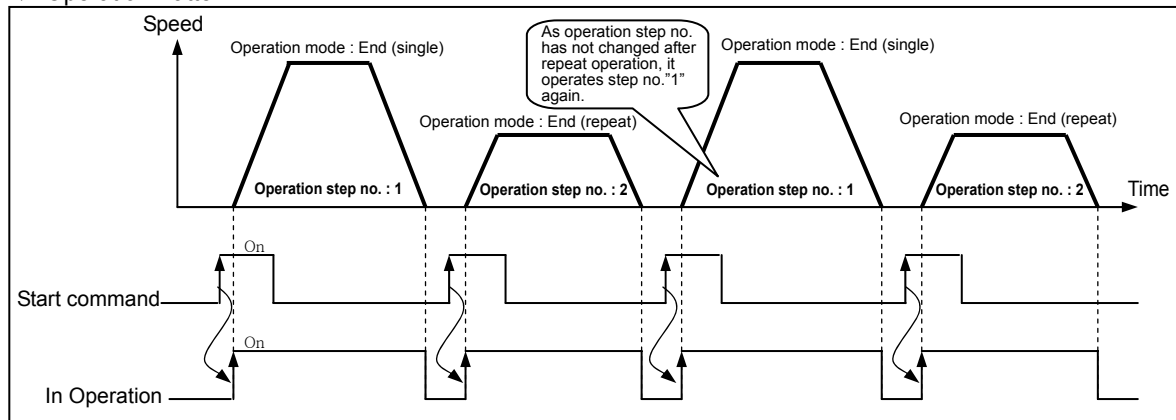 Speed
Operation mode : End (single)
As operation step no.
has not changed after
repeat operation, it
operates step no."1"
again.
Operation mode : End (single)
Operation mode : End (repeat)
Operation mode : End (repeat)
Operation step no. : 1
Operation step no. : 2
Operation step no. : 1
Operation step no. : 2
Time
On
Start command
On
In Operation